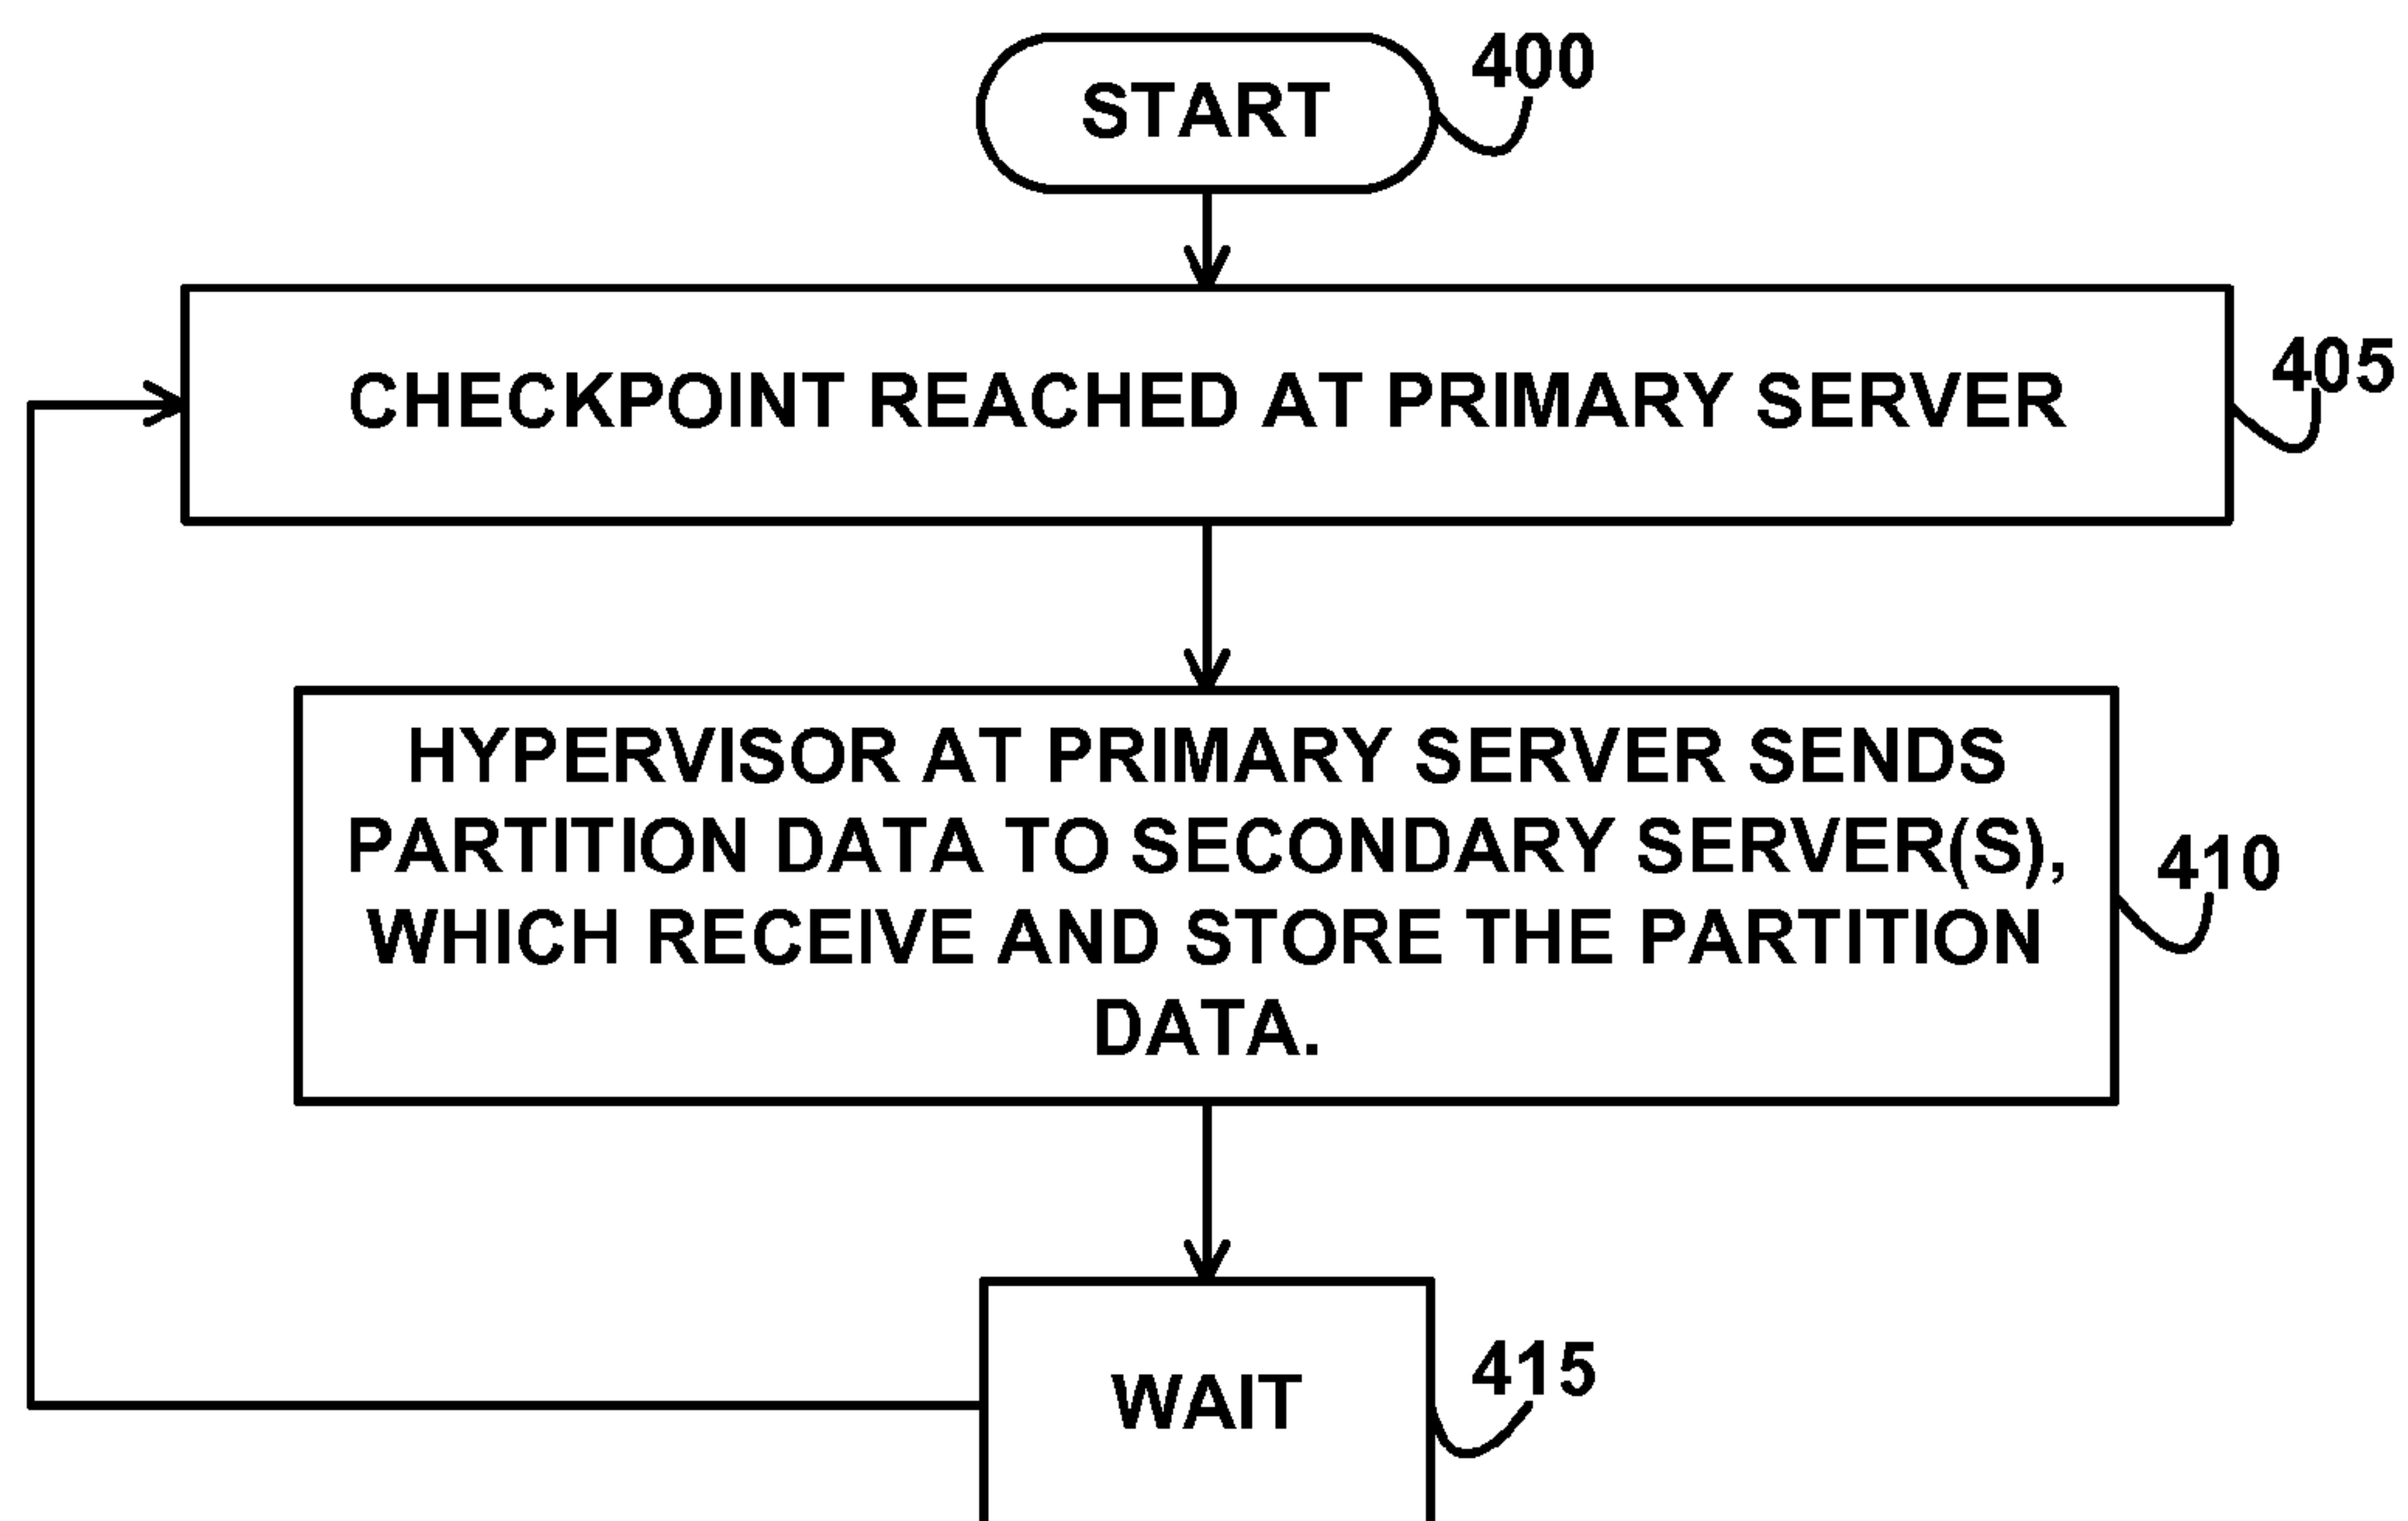 START
400
CHECKPOINT REACHED AT PRIMARY SERVER
405
HYPERVISOR AT PRIMARY SERVER SENDS
PARTITION DATA TO SECONDARY SERVER(S),
WHICH RECEIVE AND STORE THE PARTITION
DATA.
410
WAIT
415